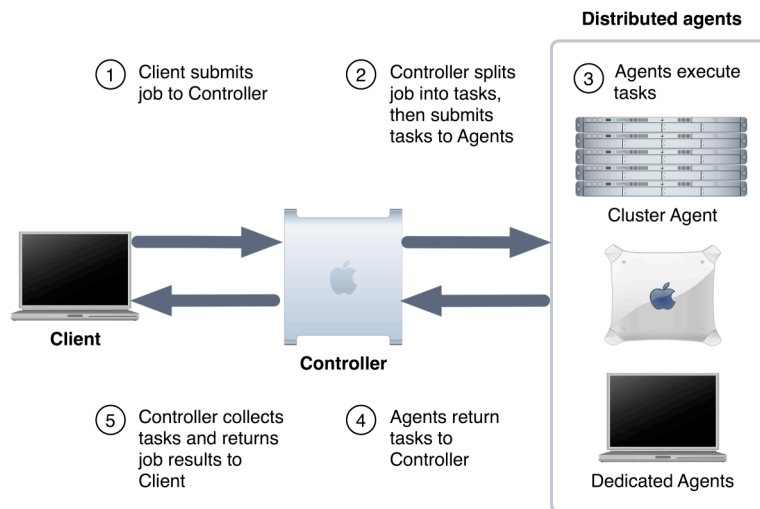 Distributed agents
1 Client submits
job to Controller
2 Controller splits
job into tasks,
then submits
tasks to Agents
3 Agents execute
tasks
Cluster Agent
Client
Controller
5 Controller collects
tasks and returns
job results to
Client
4 Agents return
tasks to
Controller
Dedicated Agents